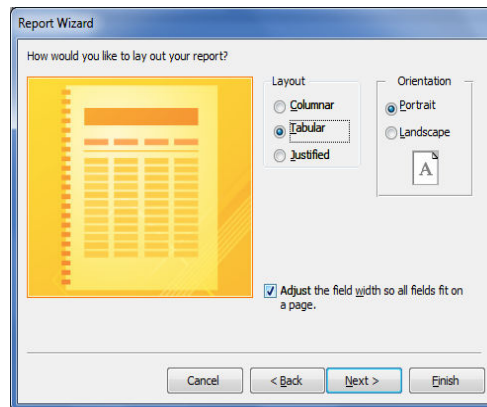 Report Wizard
How would you like to lay out your report?
Layout
Columnar
Tabular
Justified
Orientation
Portrait
Landscape
A
Adjust the field width so all fields fit on
a page.
Cancel
< Back
Next >
Finish